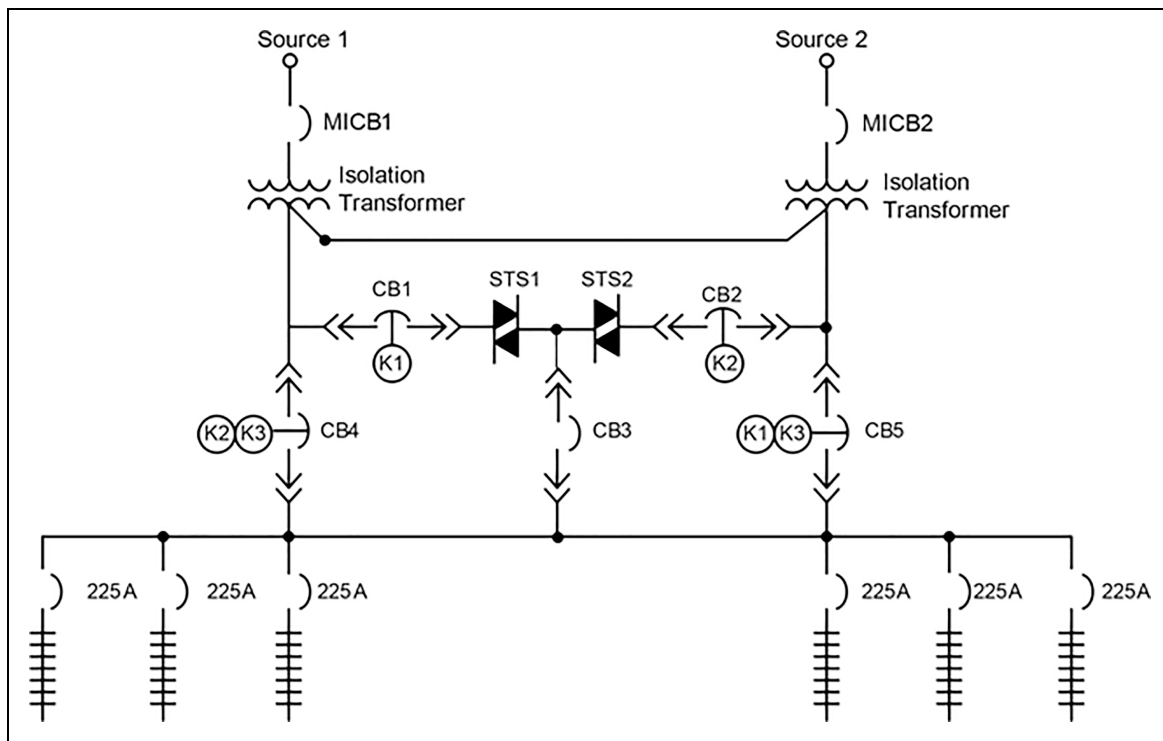 Source 1
Source 2
MICB1
MICB2
Isolation
Transformer
Isolation
Transformer
CB1
STS1
STS2
CB2
K1
K2
K2 K3
CB4
CB3
K1 K3
CB5
225A
225A
225A
225A
225A
225A